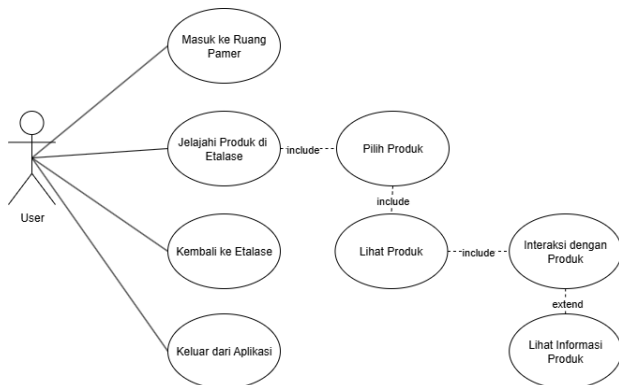 Masuk ke Ruang
Pamer
Jelajahi Produk di
Etalase
include
Pilih Produk
include
User
Kembali ke Etalase
Lihat Produk
include
Interaksi dengan
Produk
extend
Keluar dari Aplikasi
Lihat Informasi
Produk